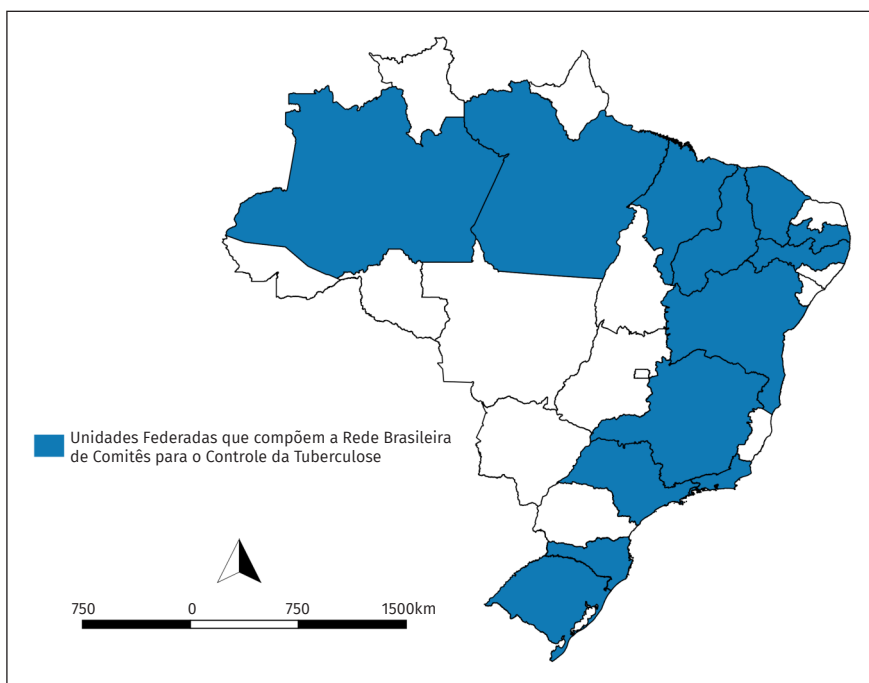 Unidades Federadas que compõem a Rede Brasileira
de Comitês para o Controle da Tuberculose
750 0 750 1500km